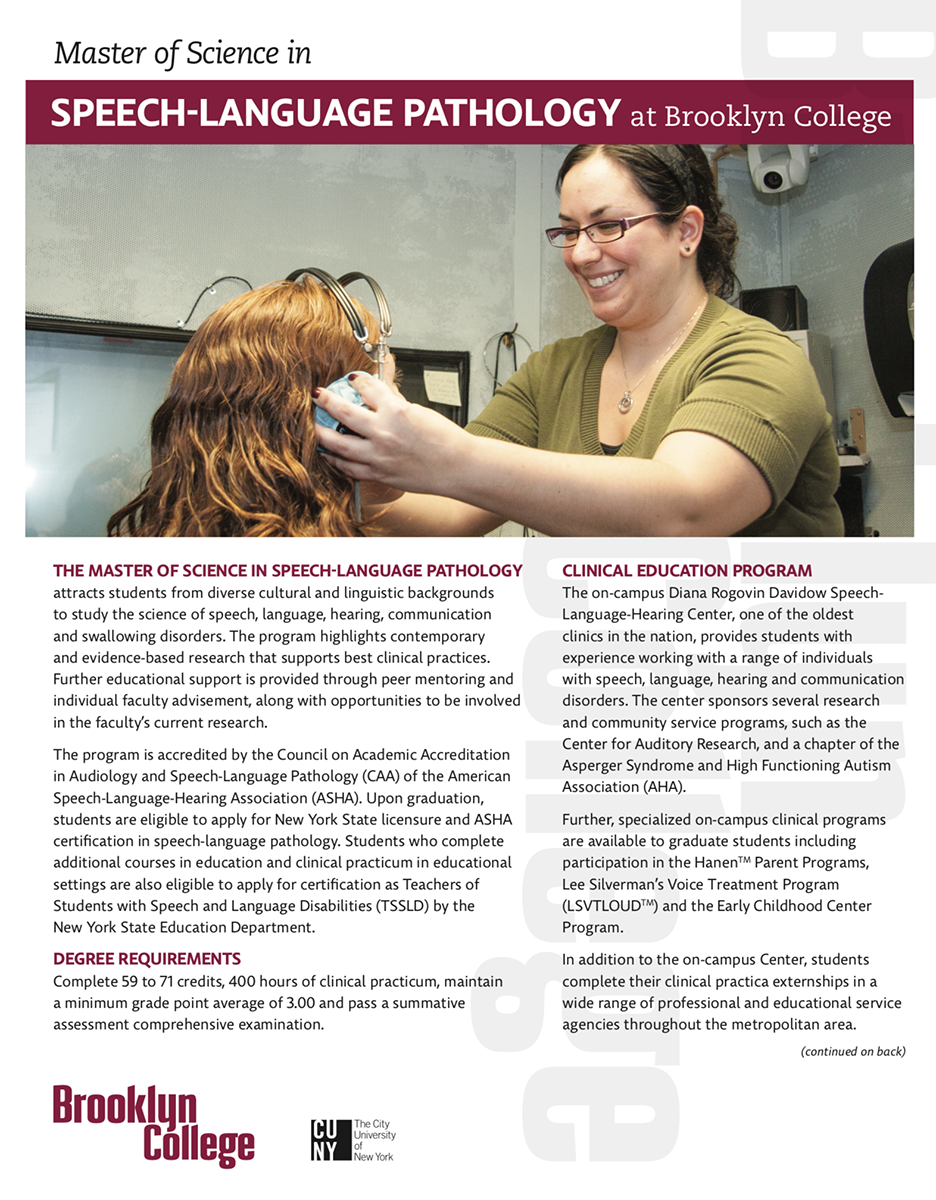 Master of Science in
SPEECH-LANGUAGE PATHOLOGY at Brooklyn College
THE MASTER OF SCIENCE IN SPEECH-LANGUAGE PATHOLOGY
attracts students from diverse cultural and linguistic backgrounds
to study the science of speech, language, hearing, communication
and swallowing disorders. The program highlights contemporary
and evidence-based research that supports best clinical practices.
Further educational support is provided through peer mentoring and
individual faculty advisement, along with opportunities to be involved
in the faculty’s current research.
The program is accredited by the Council on Academic Accreditation
in Audiology and Speech-Language Pathology (CAA) of the American
Speech-Language-Hearing Association (ASHA). Upon graduation,
students are eligible to apply for New York State licensure and ASHA
certification in speech-language pathology. Students who complete
additional courses in education and clinical practicum in educational
settings are also eligible to apply for certification as Teachers of
Students with Speech and Language Disabilities (TSSLD) by the
New York State Education Department.
DEGREE REQUIREMENTS
Complete 59 to 71 credits, 400 hours of clinical practicum, maintain
a minimum grade point average of 3.00 and pass a summative
assessment comprehensive examination.
CLINICAL EDUCATION PROGRAM
The on-campus Diana Rogovin Davidow Speech-
Language-Hearing Center, one of the oldest
clinics in the nation, provides students with
experience working with a range of individuals
with speech, language, hearing and communication
disorders. The center sponsors several research
and community service programs, such as the
Center for Auditory Research, and a chapter of the
Asperger Syndrome and High Functioning Autism
Association (AHA).
Further, specialized on-campus clinical programs
are available to graduate students including
participation in the Hanen™ Parent Programs,
Lee Silverman’s Voice Treatment Program
(LSVTLOUD™) and the Early Childhood Center
Program.
In addition to the on-campus Center, students
complete their clinical practica externships in a
wide range of professional and educational service
agencies throughout the metropolitan area.
(continued on back)
Brooklyn
College
CU
NY
The City
University
of
New York